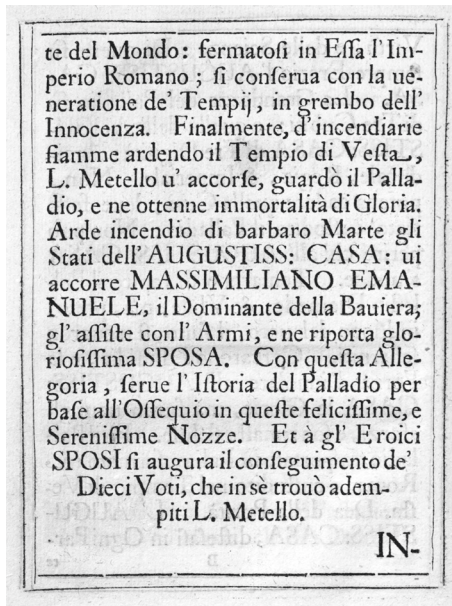 te del Mondo: fermatosi in Essa l'Im-
perio Romano; si conserua con la ue-
neratione de' Tempij, in grembo dell'
Innocenza. Finalmente, d'incendiarie
fiamme ardendo il Tempio di Vesta,
L. Metello u' accorse, guardò il Palla-
dio, e ne ottenne immortalità di Gloria.
Arde incendio di barbaro Marte gli
Stati dell'AUGUSTISS: CASA: ui
accorre MASSIMILIANO EMA-
NUELE, il Dominante della Bauiera;
gl' assiste con l'Armi, e ne riporta glo-
riosissima SPOSA. Con questa Alle-
goria, serue l'Istoria del Palladio per
base all'Ossequio in queste felicissime, e
Serenissime Nozze. Et à gl' Eroici
SPOSI si augura il conseguimento de'
Dieci Voti, che in sè trouò adem-
piti L. Metello.
IN-